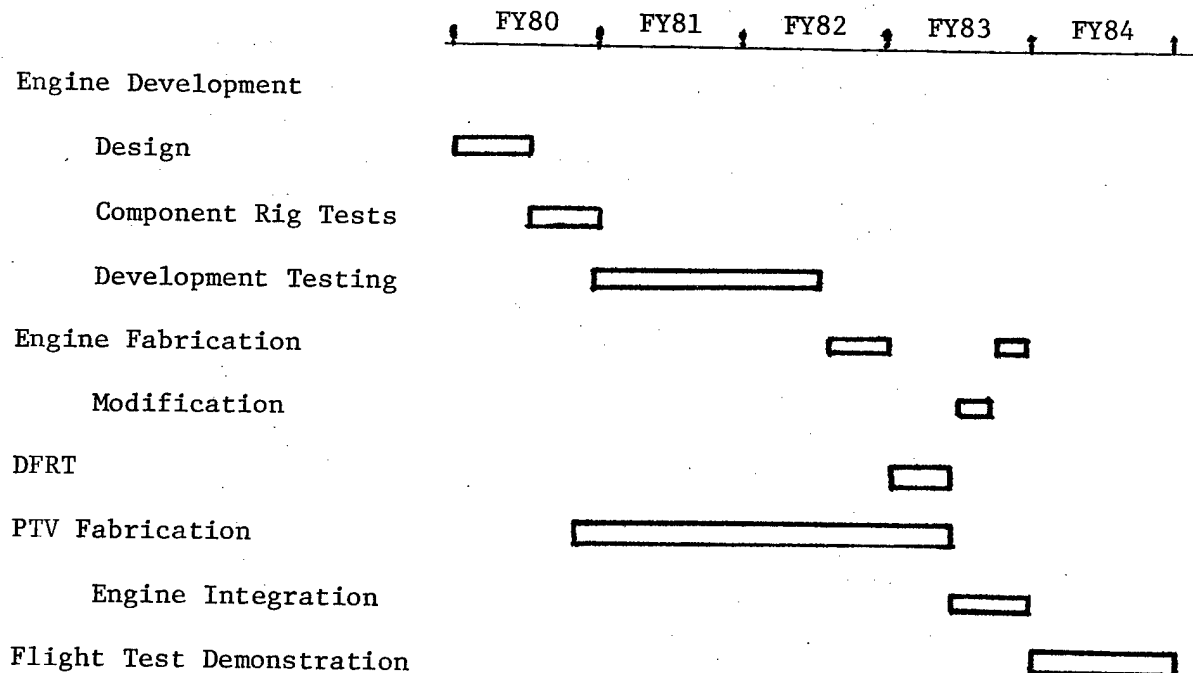 FY80 FY81 FY82 FY83 FY84
Engine Development
Design
Component Rig Tests
Development Testing
Engine Fabrication
Modification
DFRT
PTV Fabrication
Engine Integration
Flight Test Demonstration